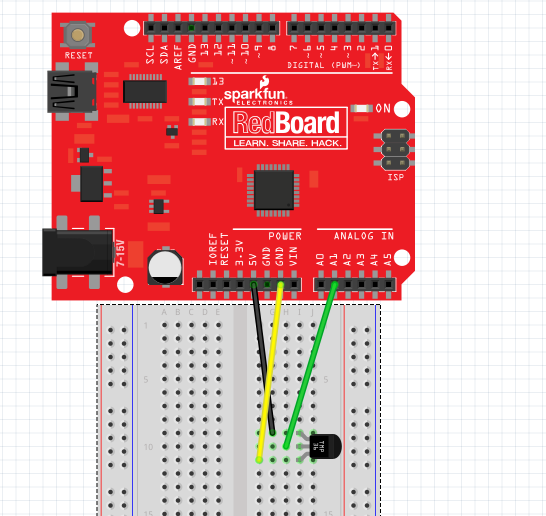 RESET
SCL
SDA
AREF
GND
13
12
~11
~10
~9
8
7
~6
~5
4
~3
2
TX→1
RX←0
DIGITAL (PWM~)
13
TX
RX
sparkfun
ELECTRONICS
RedBoard
LEARN. SHARE. HACK.
ON
ISP
7-15V
POWER
ANALOG IN
IOREF
RESET
3.3V
5V
GND
GND
VIN
A0
A1
A2
A3
A4
A5
A B C D E H I J
1
5 5
10
TMP
15 15